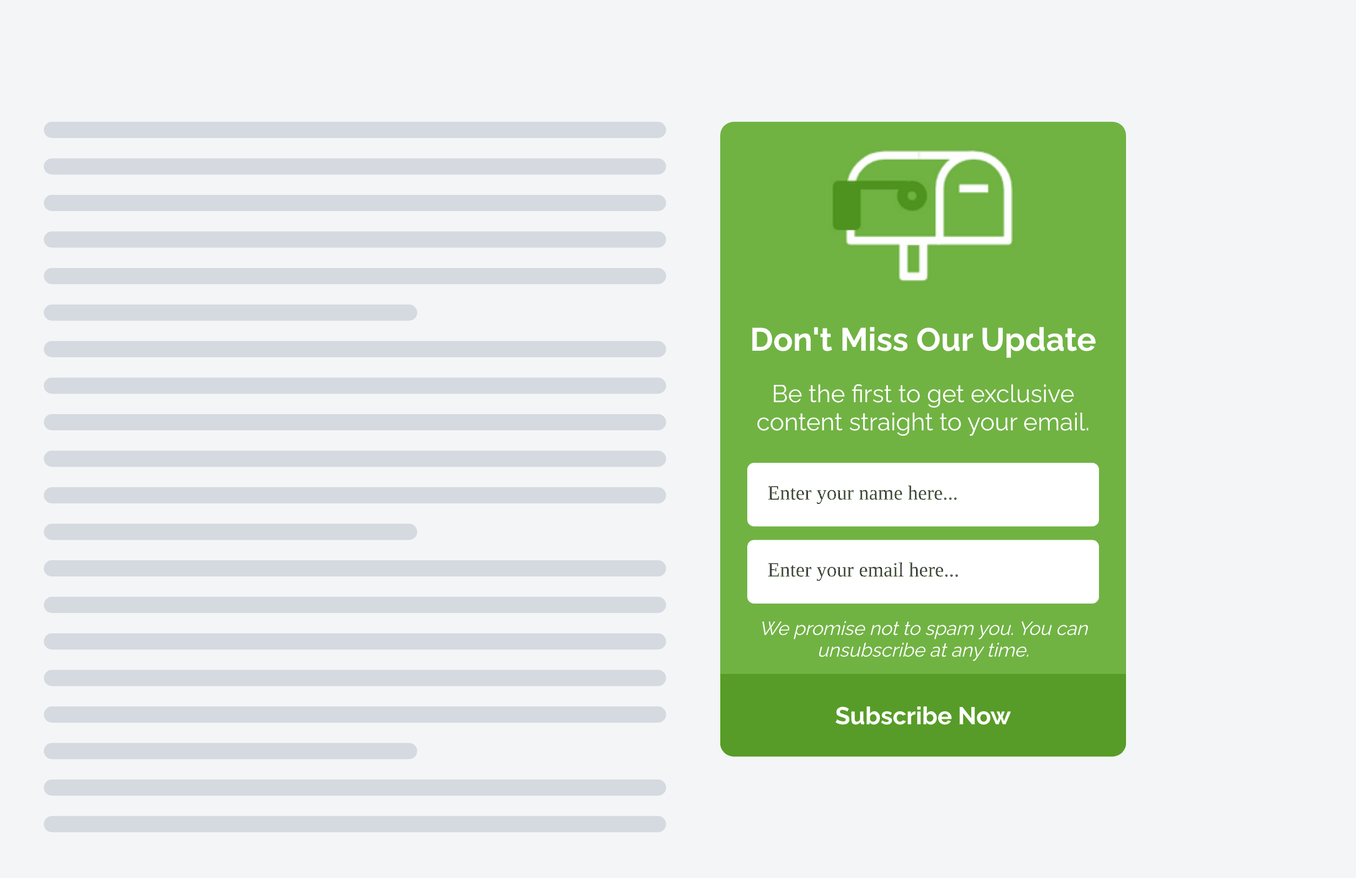 Don't Miss Our Update
Be the first to get exclusive
content straight to your email.
Enter your name here...
Enter your email here...
We promise not to spam you. You can
unsubscribe at any time.
Subscribe Now